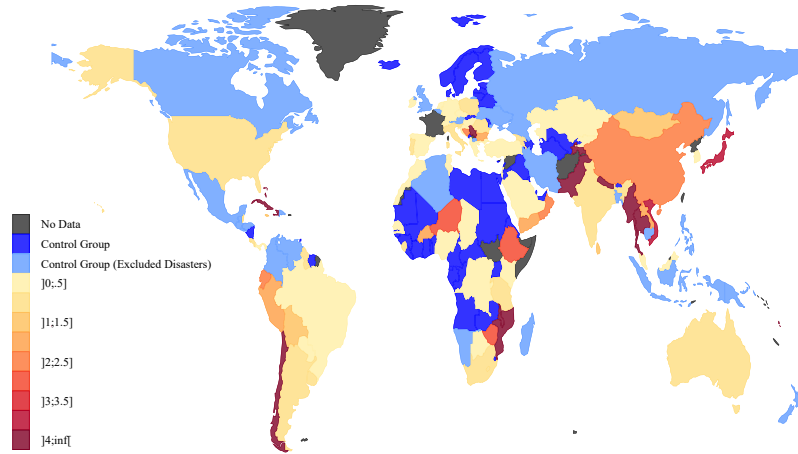 No Data
Control Group
Control Group (Excluded Disasters)
]0;.5]
]1;1.5]
]2;2.5]
]3;3.5]
]4;inf[